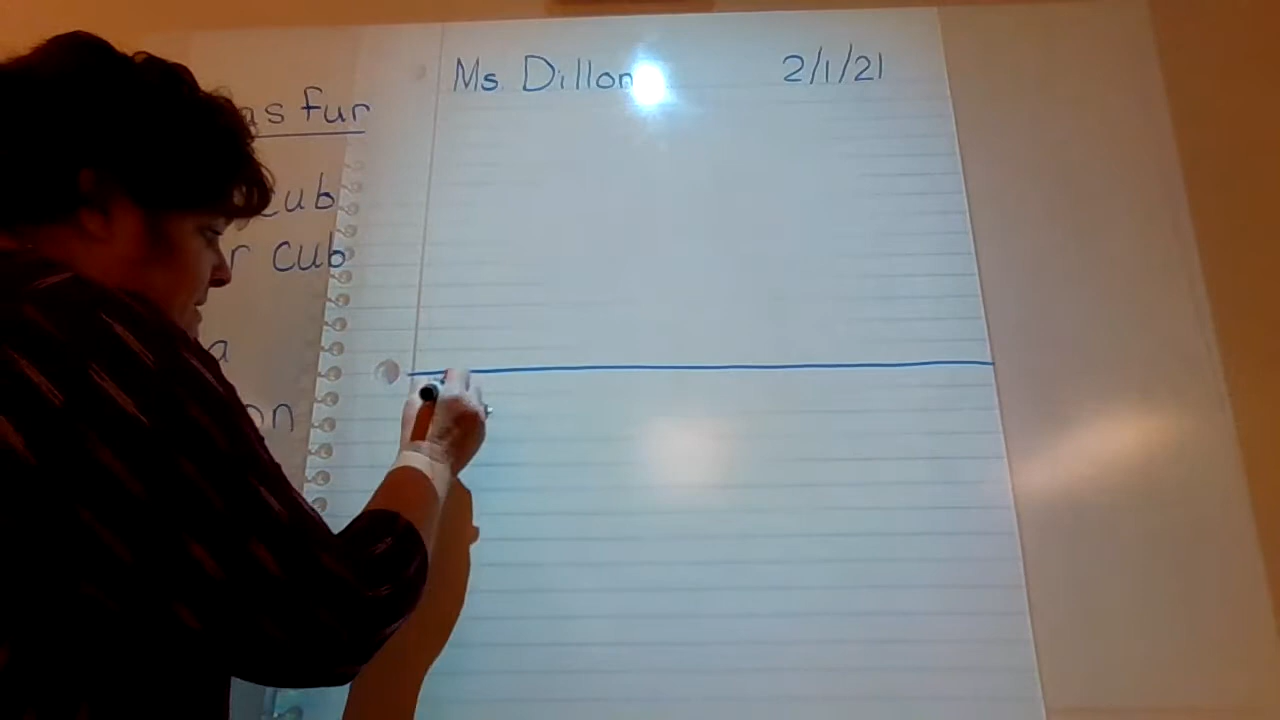 Ms. Dillon 2/1/21
as fur
cub
r cub
a
on